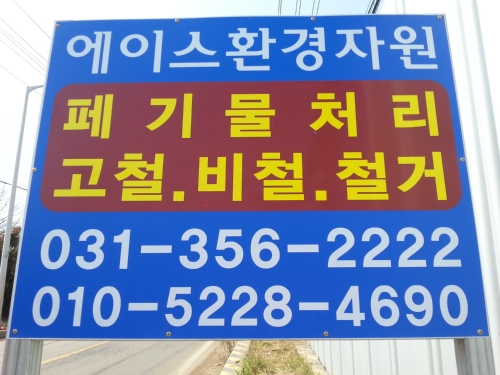 에이스환경자원
폐 기 물 처 리
고철.비철.철거
031-356-2222
010-5228-4690